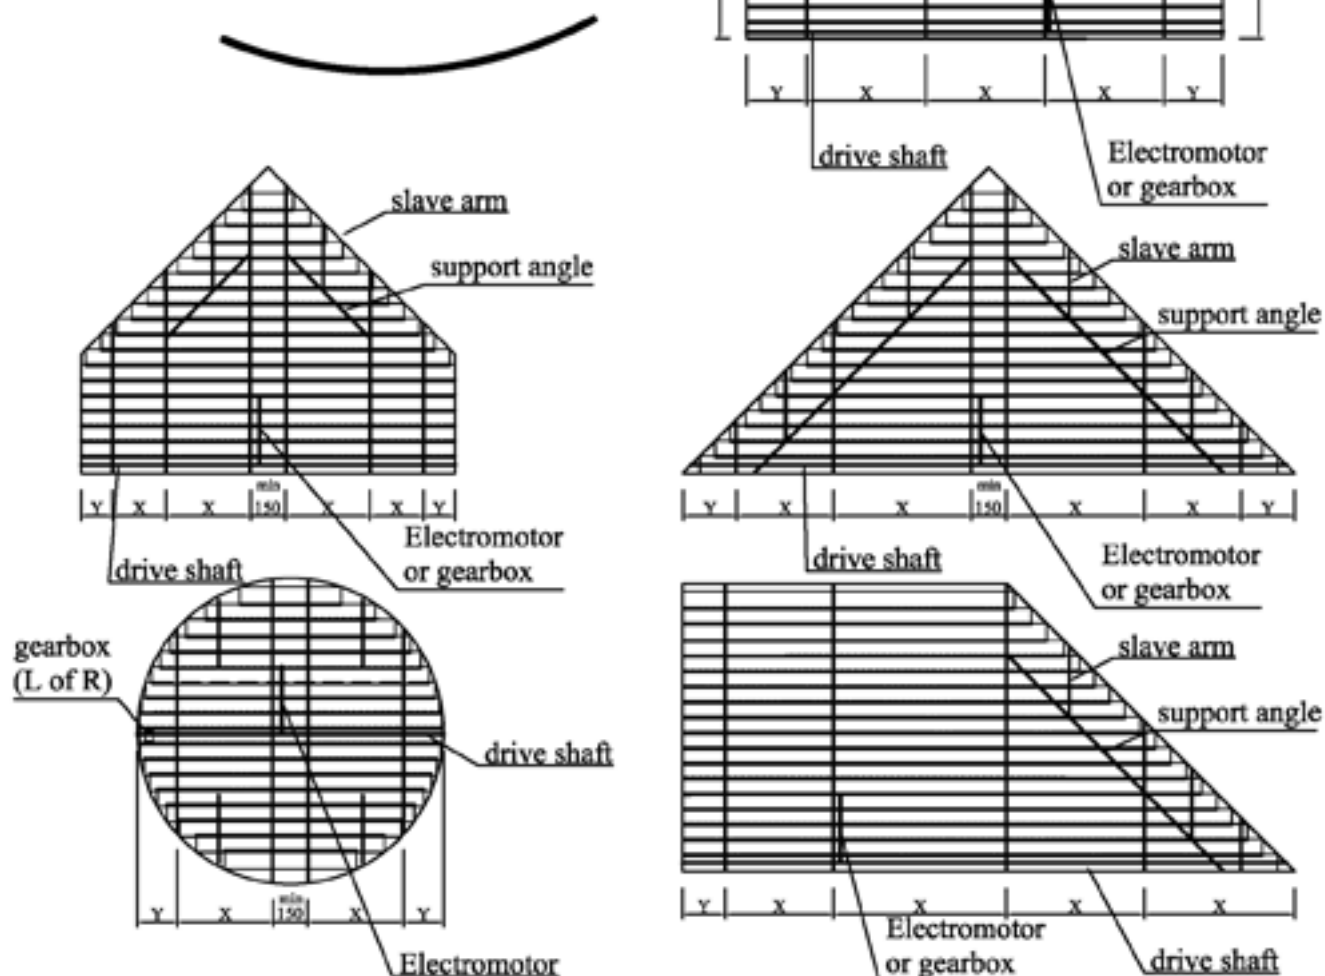 Y X X X Y
drive shaft
Electromotor
or gearbox
slave arm
support angle
slave arm
support angle
min
Y X X 150 X X Y
drive shaft
Electromotor
or gearbox
min
Y X X 150 X X Y
drive shaft
Electromotor
or gearbox
gearbox
(L of R)
drive shaft
min
Y X 150 X Y
Electromotor
slave arm
support angle
Y X X X X
Electromotor
or gearbox
drive shaft